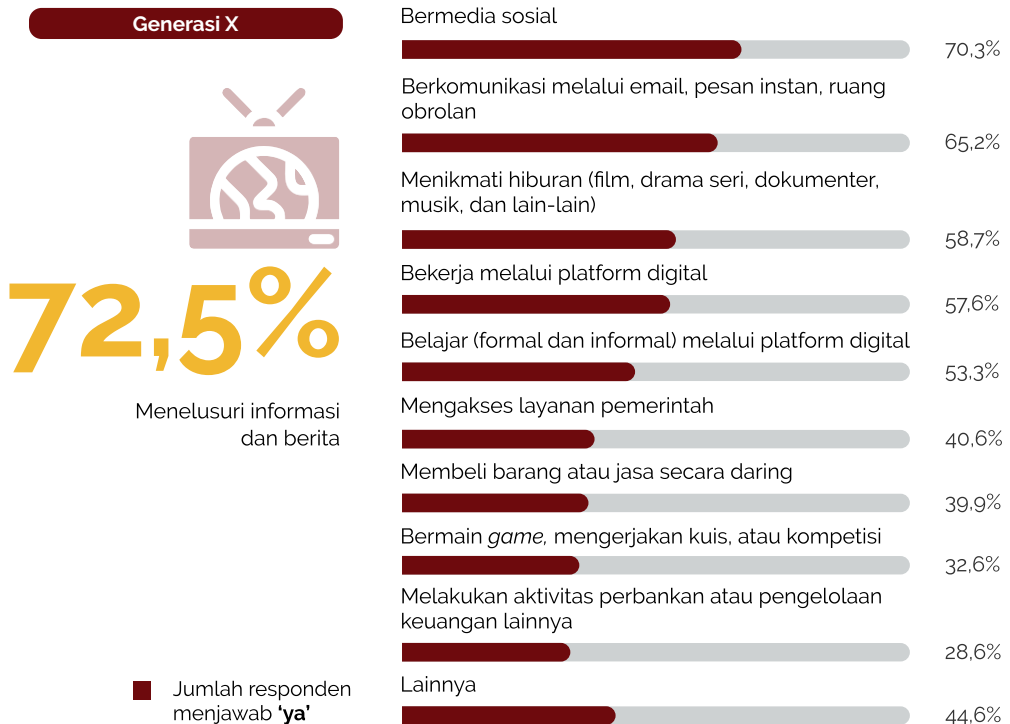 Generasi X
72,5%
Menelusuri informasi
dan berita
Jumlah responden
menjawab ‘ya’
Bermedia sosial
70,3%
Berkomunikasi melalui email, pesan instan, ruang
obrolan
65,2%
Menikmati hiburan (film, drama seri, dokumenter,
musik, dan lain-lain)
58,7%
Bekerja melalui platform digital
57,6%
Belajar (formal dan informal) melalui platform digital
53.3%
Mengakses layanan pemerintah
40,6%
Membeli barang atau jasa secara daring
39,9%
Bermain game, mengerjakan kuis, atau kompetisi
32,6%
Melakukan aktivitas perbankan atau pengelolaan
keuangan lainnya
28,6%
Lainnya
44,6%